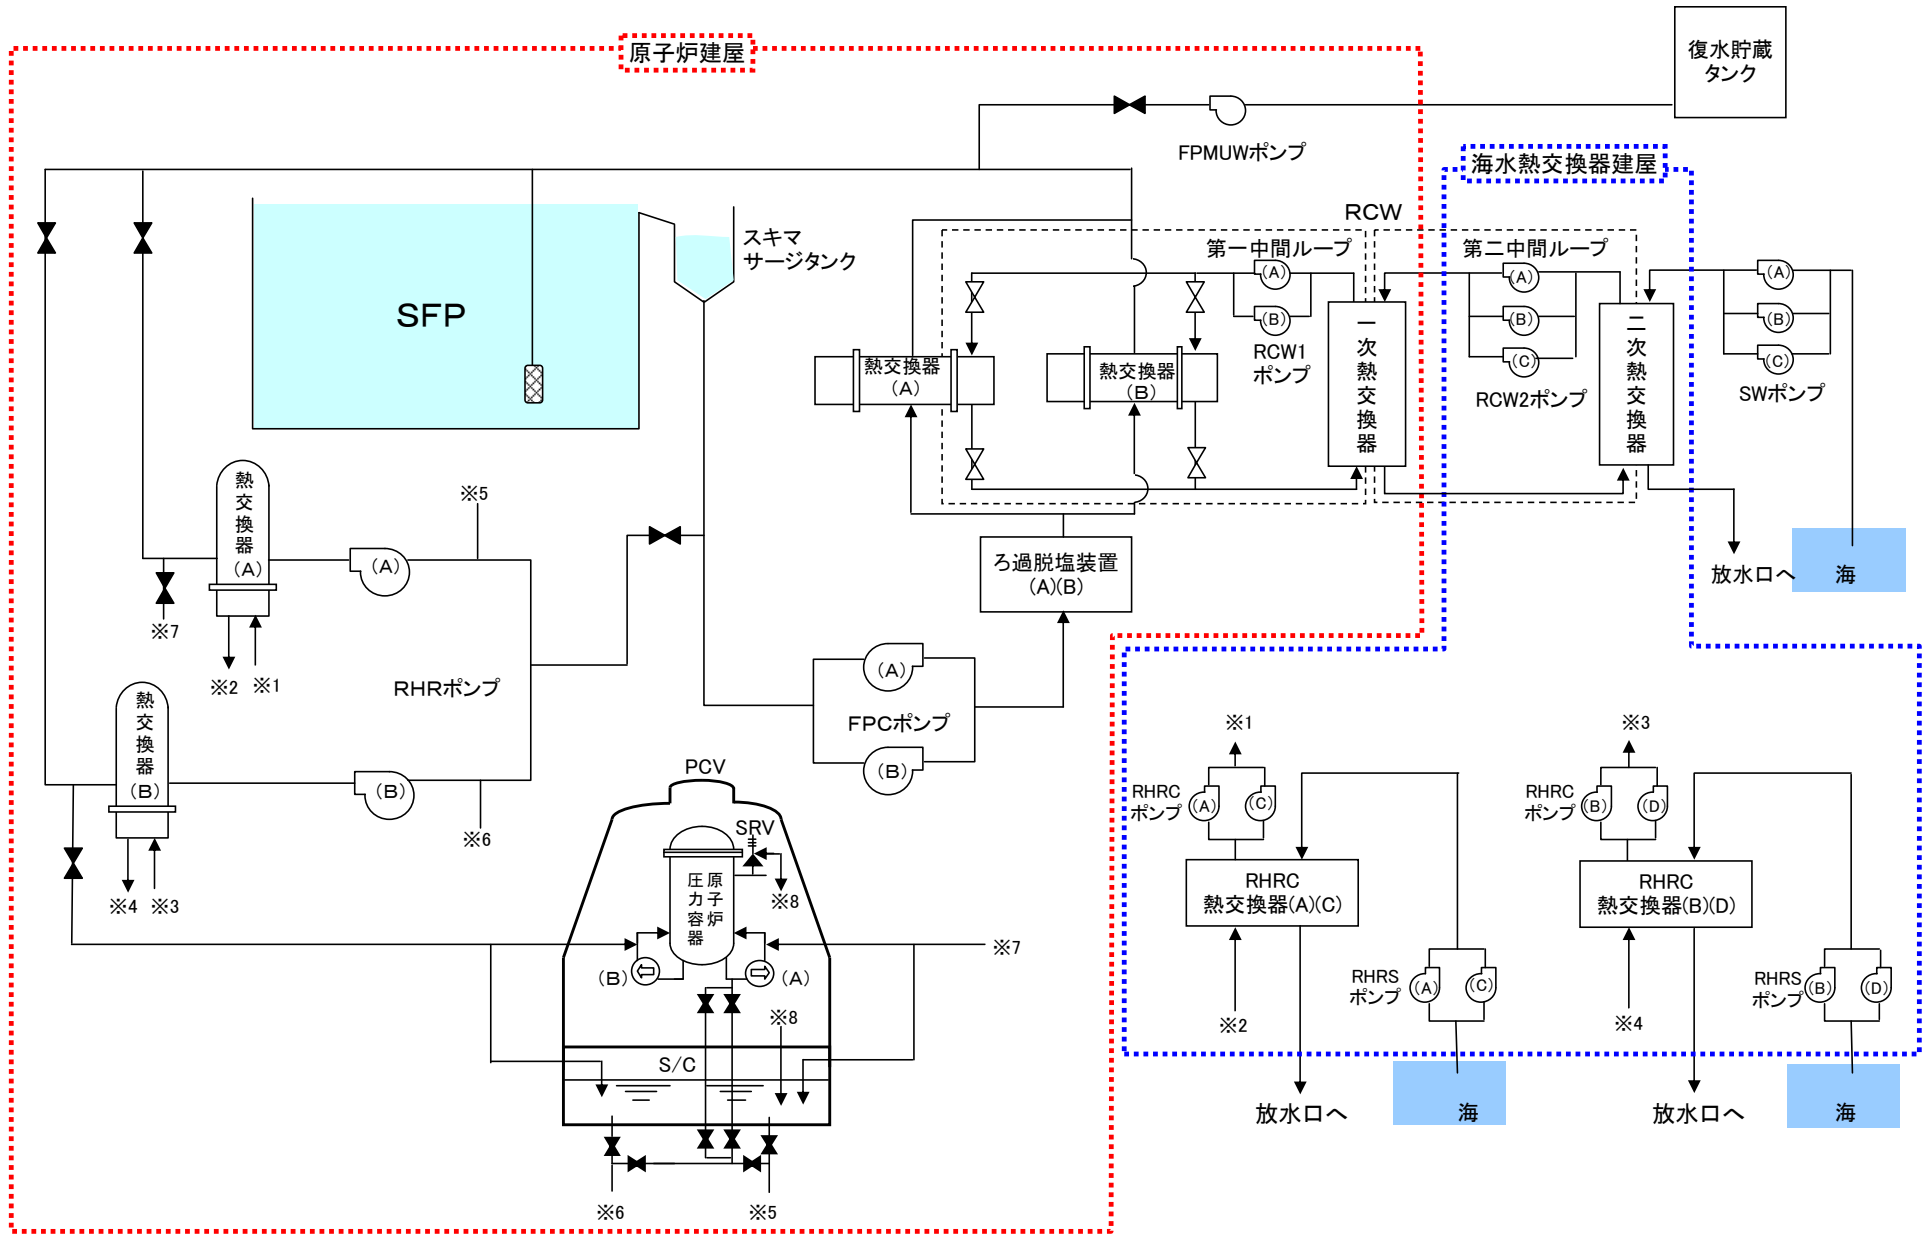 原子炉建屋
復水貯蔵
タンク
FPMUWポンプ
海水熱交換器建屋
スキマ
サージタンク
RCW
第一中間ループ
第二中間ループ
SFP
(A)
(B)
RCW1
ポンプ
(A)
(B)
(C)
RCW2ポンプ
(A)
(B)
(C)
SWポンプ
熱交換器
(A)
熱交換器
(B)
一次熱交換器
二次熱交換器
放水口へ
海
熱交換器
(A)
※5
(A)
※7
※2
※1
ろ過脱塩装置
(A)(B)
RHRポンプ
(A)
FPCポンプ
(B)
熱交換器
(B)
(B)
※6
※4
※3
PCV
SRV
原子炉
圧力容器
※8
(B)
(A)
※7
※8
S/C
※6
※5
※1
RHRC
ポンプ
(A)
(C)
RHRC
熱交換器(A)(C)
RHRS
ポンプ
(A)
(C)
※2
放水口へ
海
※3
RHRC
ポンプ
(B)
(D)
RHRC
熱交換器(B)(D)
RHRS
ポンプ
(B)
(D)
※4
放水口へ
海